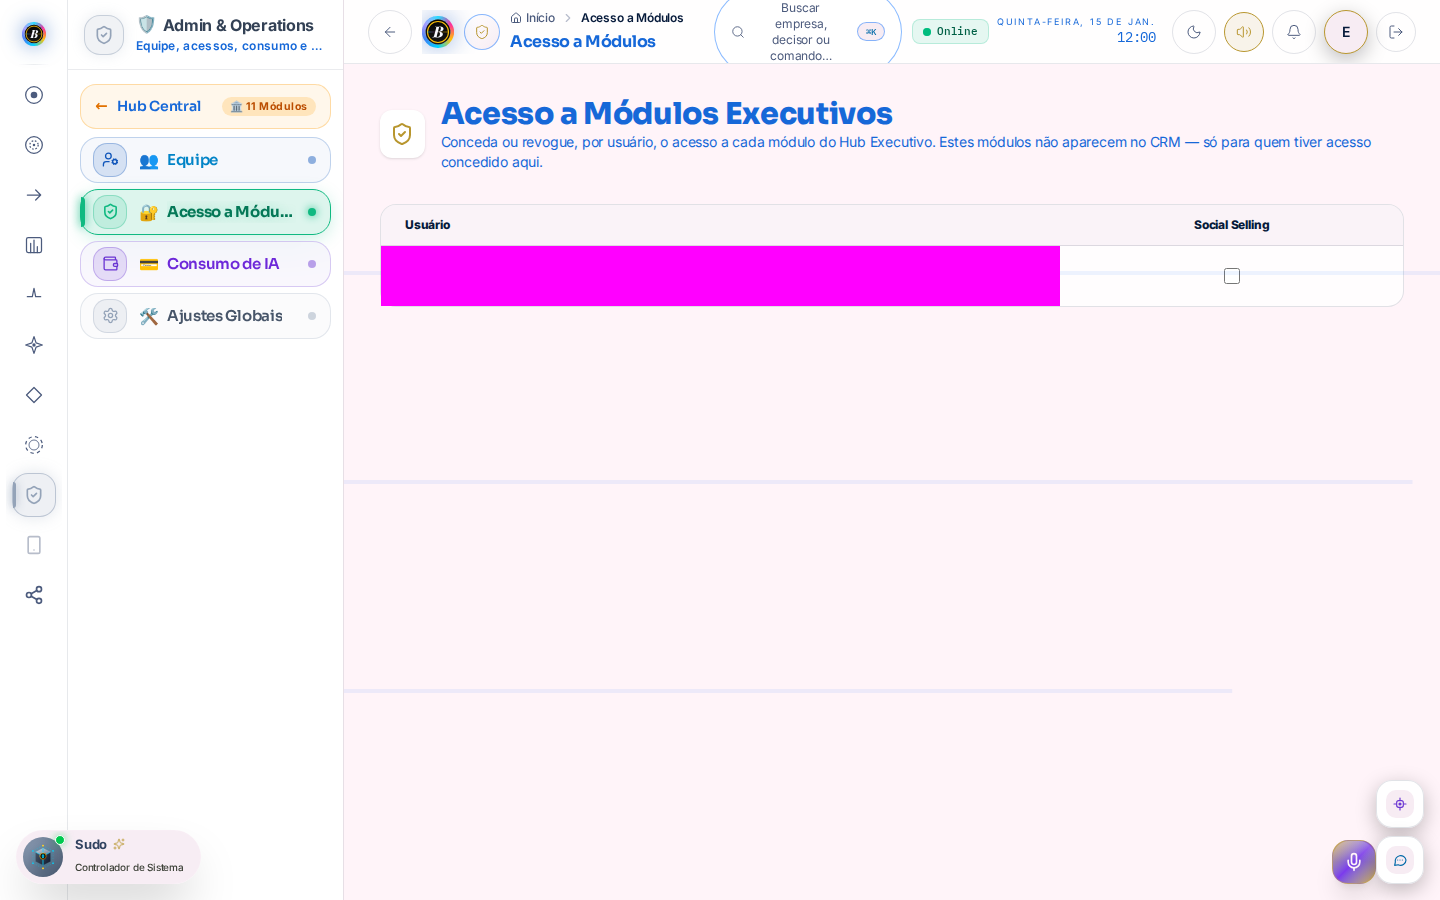 🛡️ Admin & Operations
Equipe, acessos, consumo e ...
← Hub Central
🏛️ 11 Módulos
👥 Equipe
🔐 Acesso a Módu...
💳 Consumo de IA
🛠️ Ajustes Globais
Sudo
Controlador de Sistema
B
Início > Acesso a Módulos
Acesso a Módulos
Buscar
empresa,
decisor ou
comando...
⌘K
Online
QUINTA-FEIRA, 15 DE JAN.
12:00
E
Acesso a Módulos Executivos
Conceda ou revogue, por usuário, o acesso a cada módulo do Hub Executivo. Estes módulos não aparecem no CRM — só para quem tiver acesso
concedido aqui.
Usuário
Social Selling